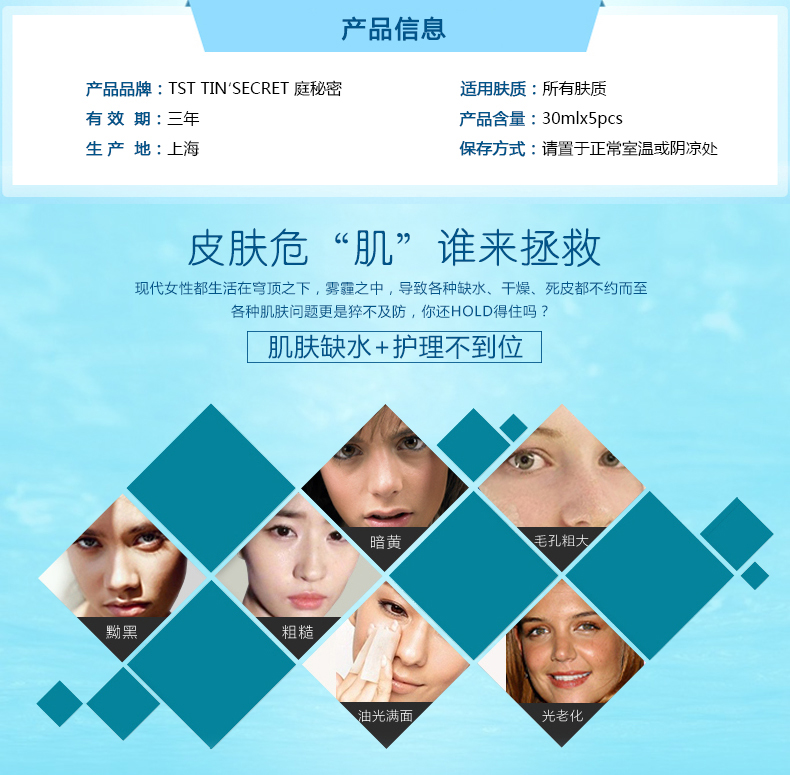 产品信息
产品品牌：TST TIN‘SECRET 庭秘密
适用肤质：所有肤质
有 效 期：三年
产品含量：30mlx5pcs
生 产 地：上海
保存方式：请置于正常室温或阴凉处
皮肤危“肌”谁来拯救
现代女性都生活在穹顶之下，雾霾之中，导致各种缺水、干燥、死皮都不约而至
各种肌肤问题更是猝不及防，你还HOLD得住吗？
肌肤缺水+护理不到位
暗黄
毛孔粗大
黝黑
粗糙
油光满面
光老化